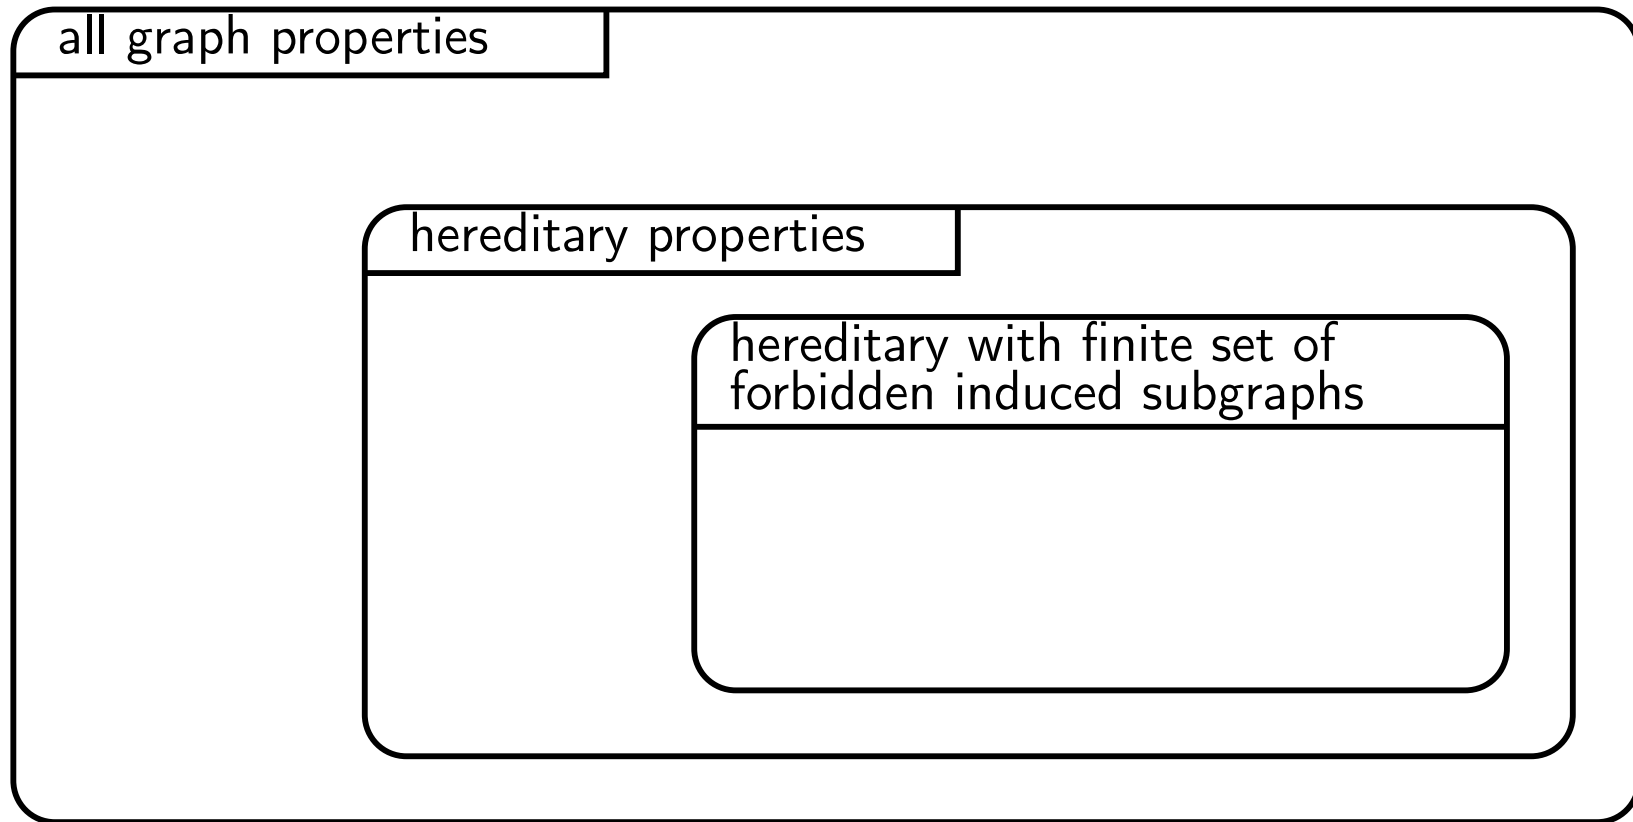 all graph properties
hereditary properties
hereditary with finite set of
forbidden induced subgraphs